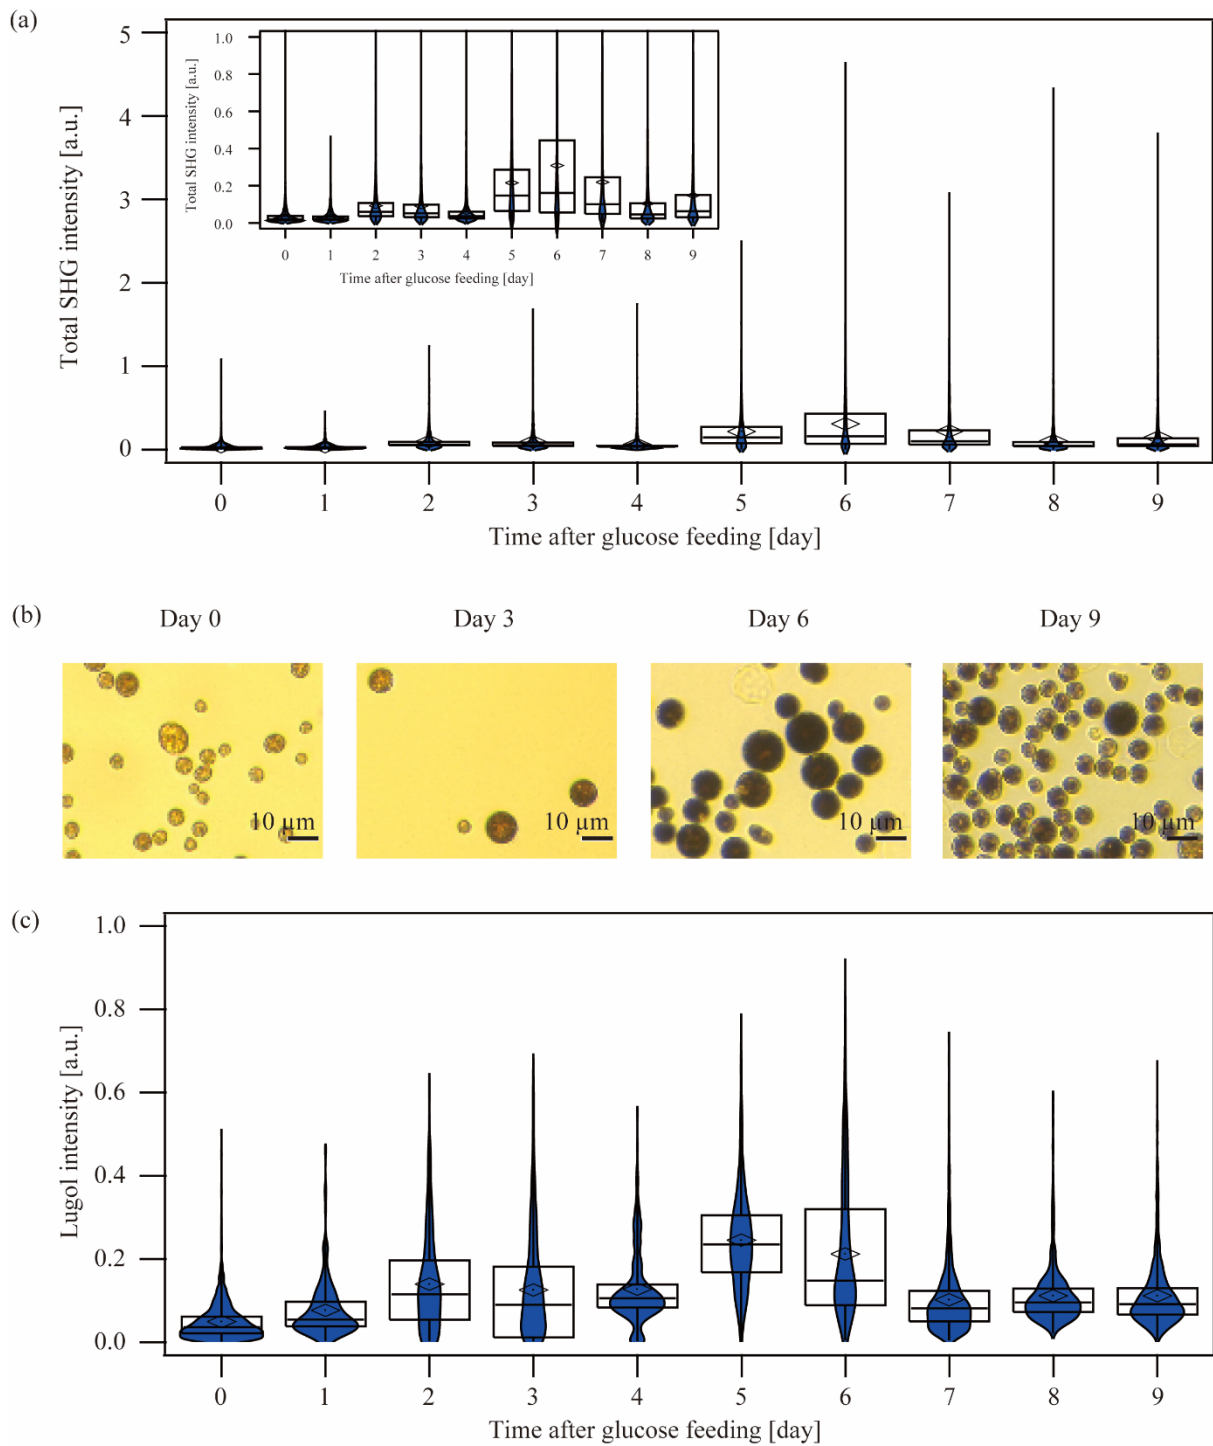 (a)
Total SHG intensity [a.u.]
5
4
3
2
1
0
Total SHG intensity [a.u.]
1.0
0.8
0.6
0.4
0.2
0.0
0 1 2 3 4 5 6 7 8 9
Time after glucose feeding [day]
0 1 2 3 4 5 6 7 8 9
Time after glucose feeding [day]
(b)
Day 0 Day 3 Day 6 Day 9
10 µm 10 µm 10 µm 10 µm
(c)
Lugol intensity [a.u.]
1.0
0.8
0.6
0.4
0.2
0.0
0 1 2 3 4 5 6 7 8 9
Time after glucose feeding [day]